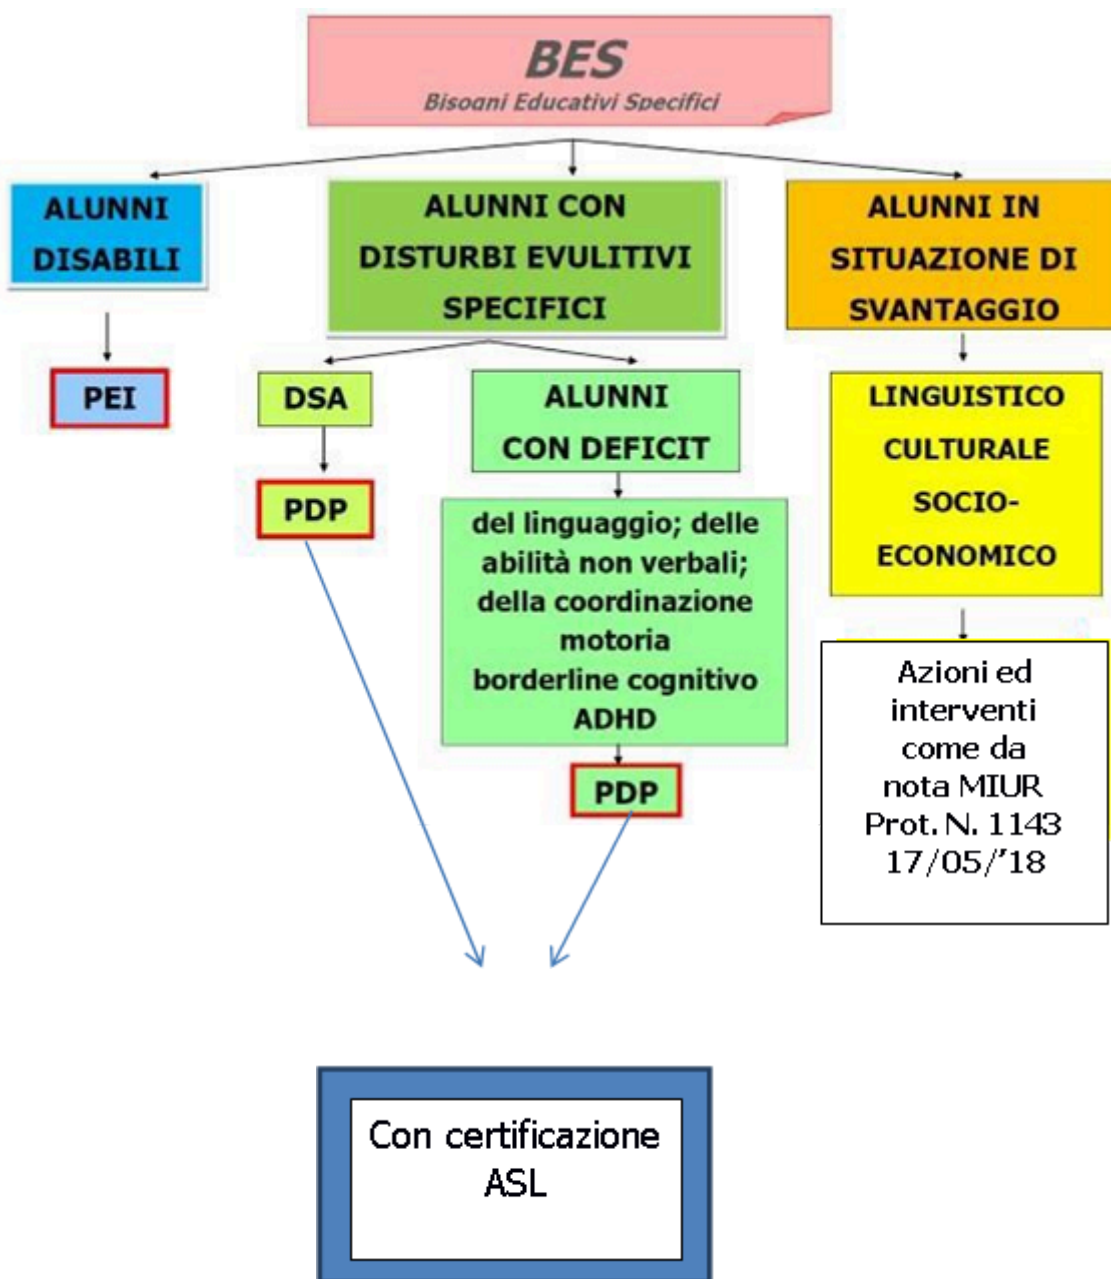 BES
Bisogni Educativi Specifici
ALUNNI
DISABILI
ALUNNI CON
DISTURBI EVULITIVI
SPECIFICI
ALUNNI IN
SITUAZIONE DI
SVANTAGGIO
PEI
DSA
ALUNNI
CON DEFICIT
LINGUISTICO
CULTURALE
SOCIO-
ECONOMICO
PDP
del linguaggio; delle
abilità non verbali;
della coordinazione
motoria
borderline cognitivo
ADHD
Azioni ed
interventi
come da
nota MIUR
Prot. N. 1143
17/05/'18
PDP
Con certificazione
ASL